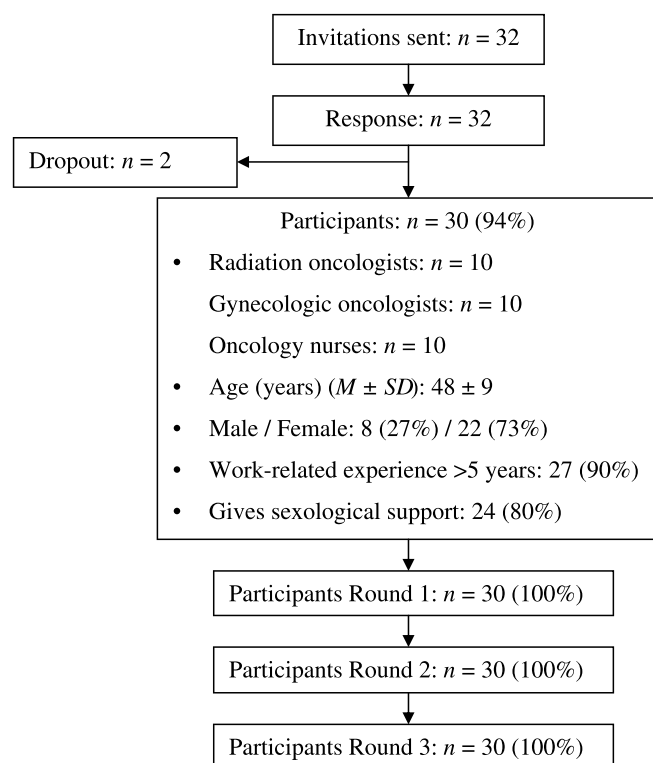 Invitations sent: n = 32
Response: n = 32
Dropout: n = 2
Participants: n = 30 (94%)
• Radiation oncologists: n = 10
Gynecologic oncologists: n = 10
Oncology nurses: n = 10
• Age (years) (M ± SD): 48 ± 9
• Male / Female: 8 (27%) / 22 (73%)
• Work-related experience >5 years: 27 (90%)
• Gives sexological support: 24 (80%)
Participants Round 1: n = 30 (100%)
Participants Round 2: n = 30 (100%)
Participants Round 3: n = 30 (100%)